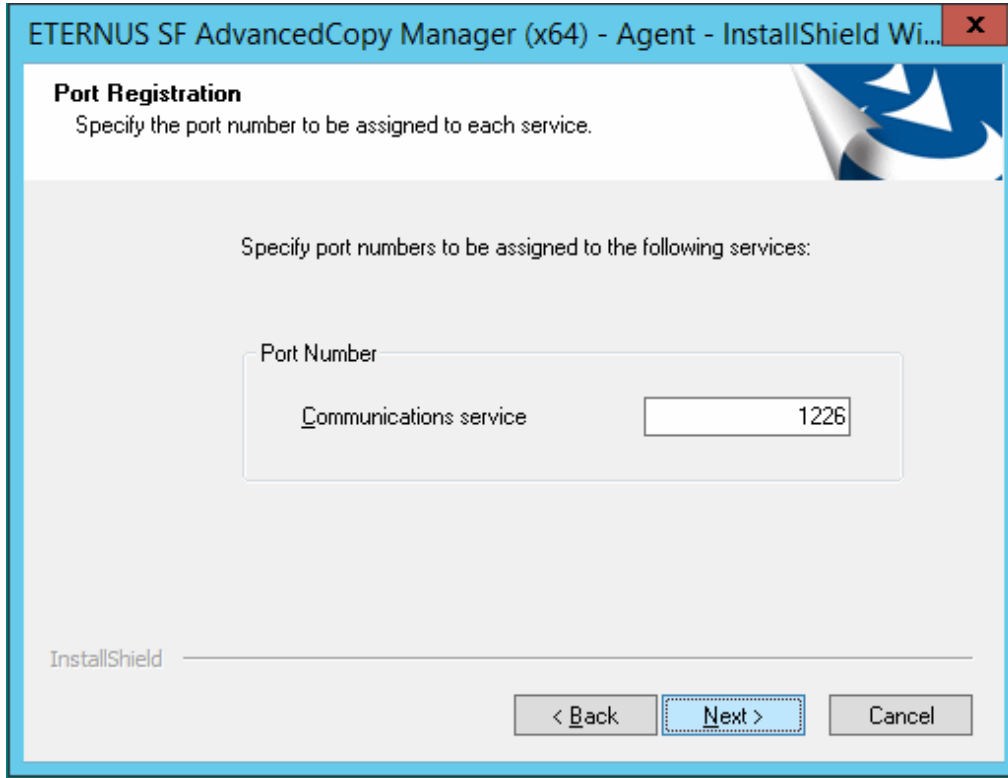 ETERNUS SF AdvancedCopy Manager (x64) - Agent - InstallShield Wi...
x
Port Registration
Specify the port number to be assigned to each service.
Specify port numbers to be assigned to the following services:
Port Number
Communications service 1226
InstallShield
< Back Next > Cancel